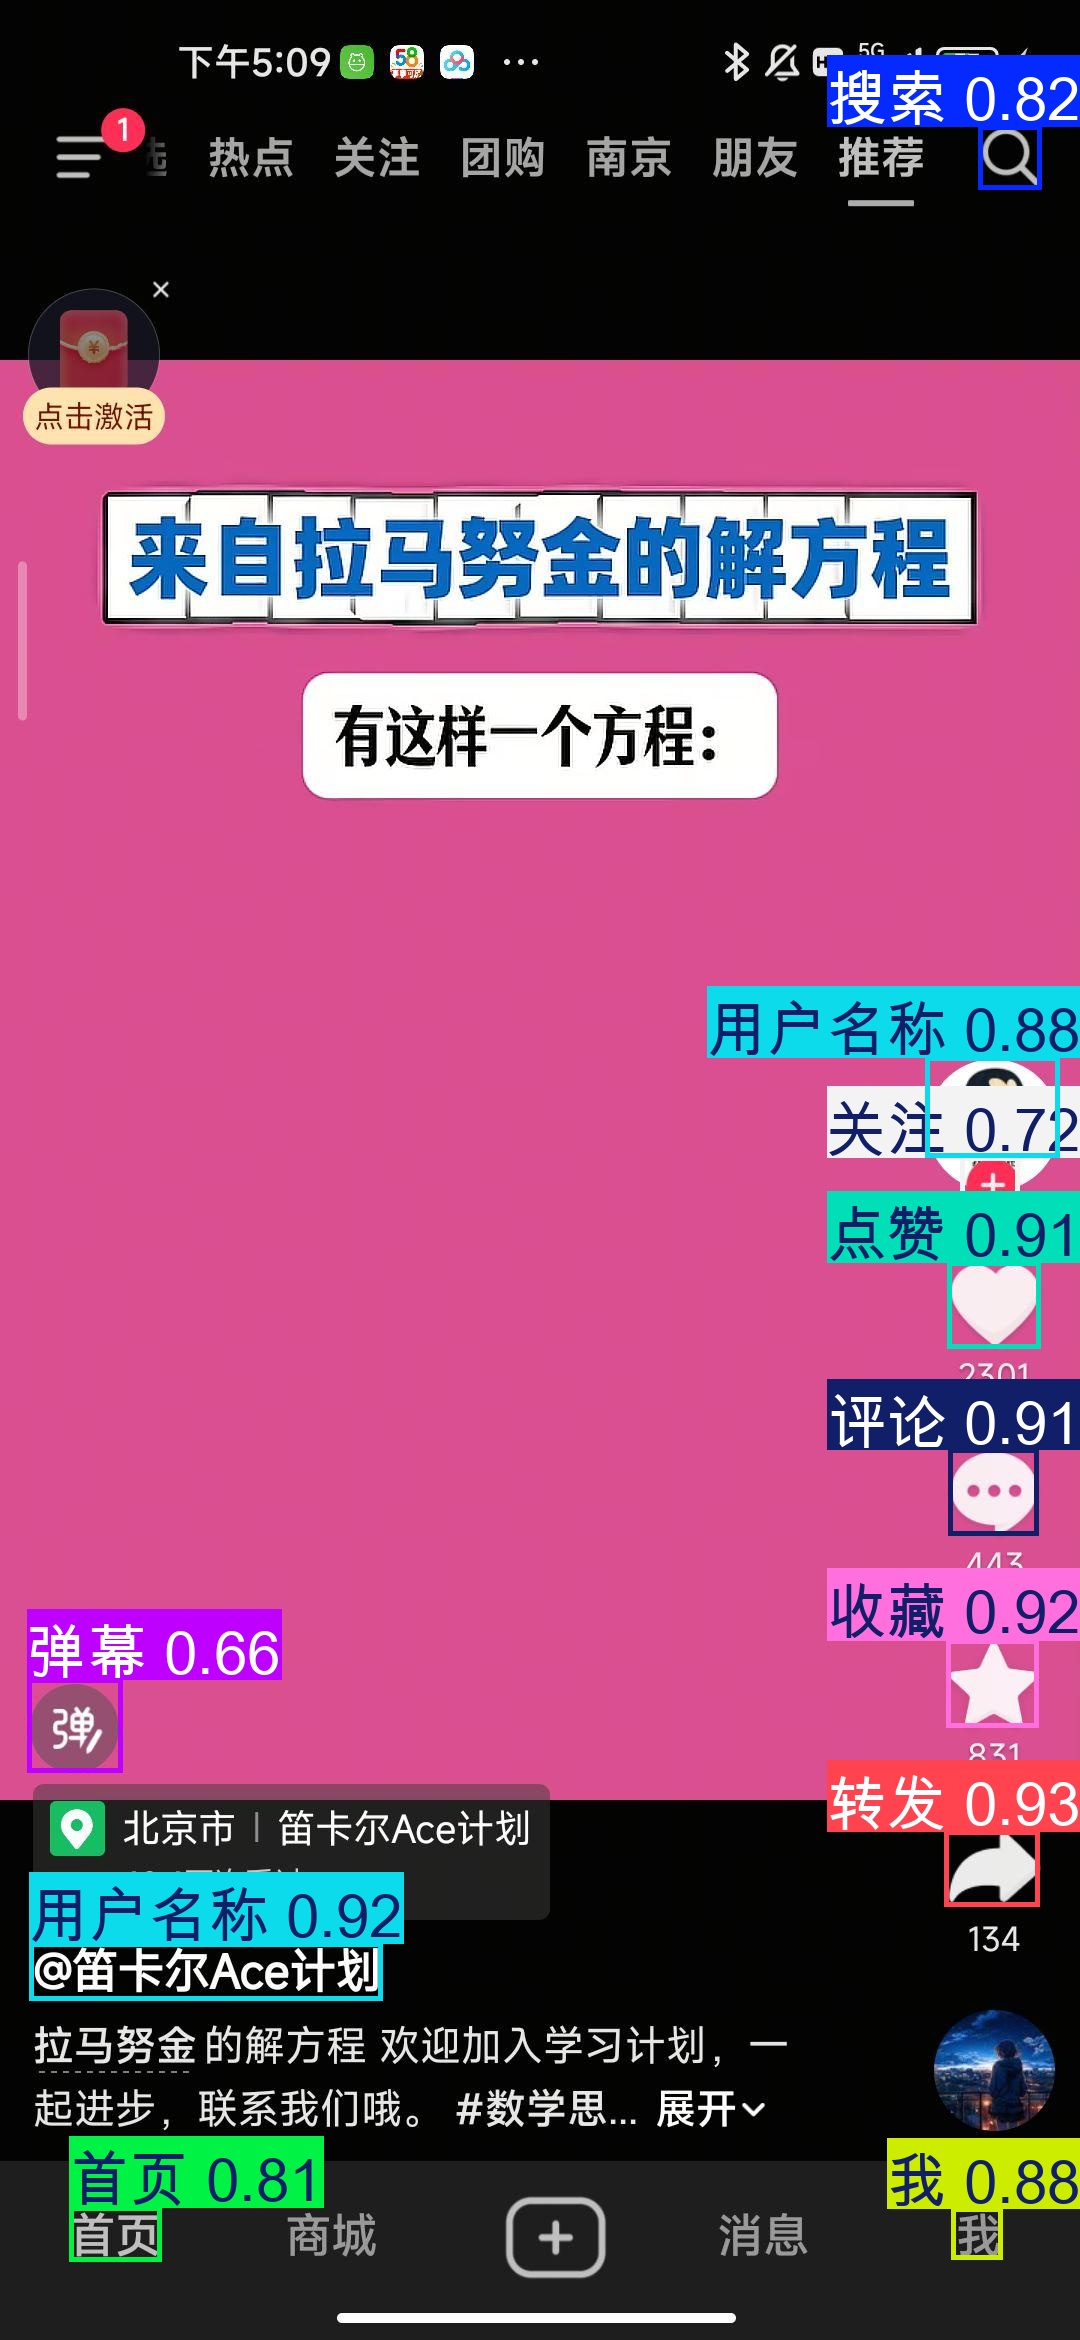 下午5:09 58 ... 5G
搜索 0.82
1
热点 关注 团购 南京 朋友 推荐
点击激活
来自拉马努金的解方程
有这样一个方程:
用户名称 0.88
关注 0.72
点赞 0.91
2301
评论 0.91
443
收藏 0.92
弹幕 0.66
弹
831
转发 0.93
北京市 | 笛卡尔Ace计划
用户名称 0.92
134
@笛卡尔Ace计划
拉马努金的解方程 欢迎加入学习计划，一
起进步，联系我们哦。 #数学思... 展开
首页 0.81
我 0.88
首页 商城 消息 我